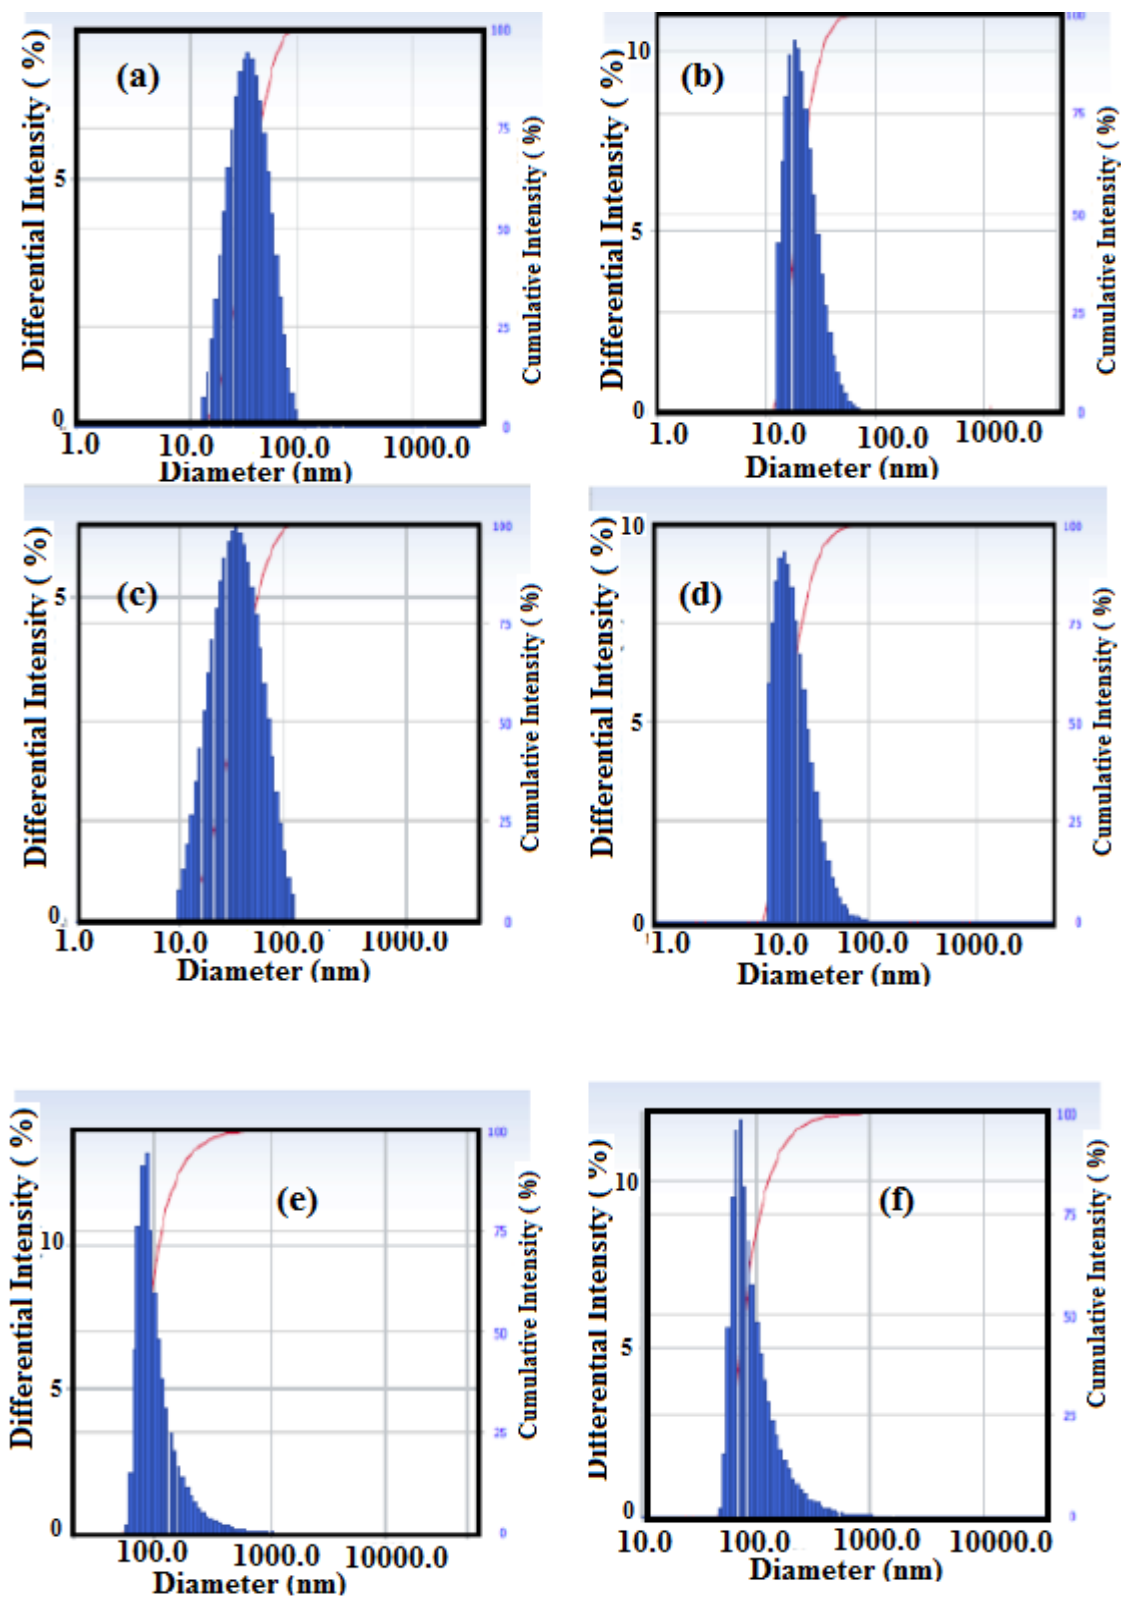 (a)
Differential Intensity ( %)
Cumulative Intensity ( %)
100
75
50
25
0
5
0
1.0 10.0 100.0 1000.0
Diameter (nm)
(b)
Differential Intensity ( %)
Cumulative Intensity ( %)
100
75
50
25
0
10
5
0
1.0 10.0 100.0 1000.0
Diameter (nm)
(c)
Differential Intensity ( %)
Cumulative Intensity ( %)
100
75
50
25
0
5
0
1.0 10.0 100.0 1000.0
Diameter (nm)
(d)
Differential Intensity ( %)
Cumulative Intensity ( %)
100
75
50
25
0
10
5
0
1.0 10.0 100.0 1000.0
Diameter (nm)
(e)
Differential Intensity ( %)
Cumulative Intensity ( %)
100
75
50
25
0
10
5
0
100.0 1000.0 10000.0
Diameter (nm)
(f)
Differential Intensity ( %)
Cumulative Intensity ( %)
100
75
50
25
0
10
5
0
10.0 100.0 1000.0 10000.0
Diameter (nm)